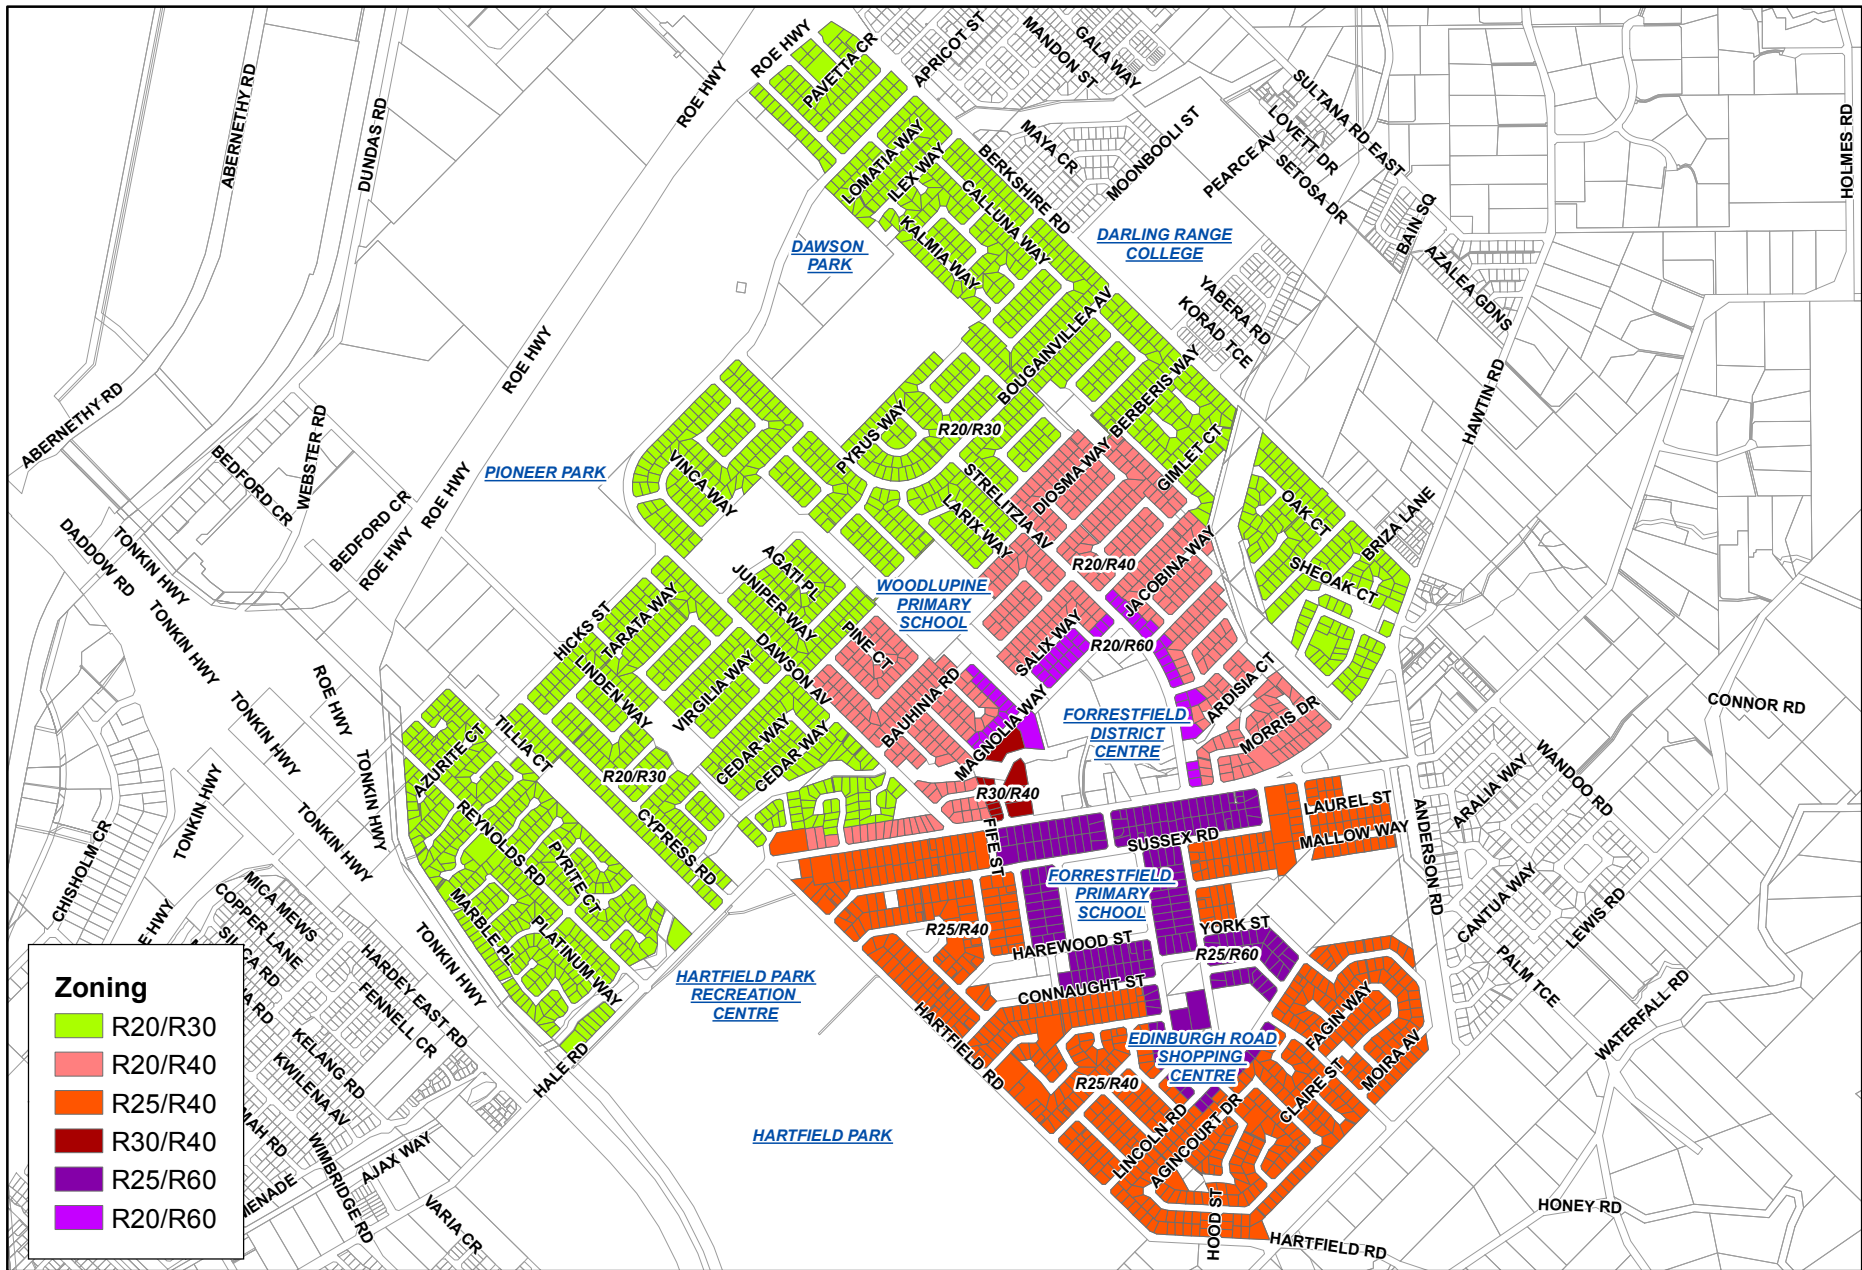 ROE HWY
PAVETTA CR
APRICOT ST
MANDON ST
GALA WAY
ROE HWY
ABERNETHY RD
DUNDAS RD
SULTANA RD EAST
LOVETT DR
SETOSA DR
PEARCE AV
MOONBOOLI ST
MAYA CR
BERKSHIRE RD
HOLMES RD
LOMATIA WAY
ILEX WAY
CALLUNA WAY
KALMIA WAY
BAIN SQ
AZALEA GDNS
DAWSON
PARK
DARLING RANGE
COLLEGE
YABERA RD
KORAD TCE
BOUGAINVILLEA AV
BERBERIS WAY
ROE HWY
HAWTIN RD
ABERNETHY RD
WEBSTER RD
BEDFORD CR
BEDFORD CR
ROE HWY
ROE HWY
PIONEER PARK
VINCA WAY
PYRUS WAY
R20/R30
STRELITZIA AV
LARIX WAY
DIOSMA WAY
GIMLET CT
OAK CT
BRIZA LANE
SHEOAK CT
DADDOW RD
TONKIN HWY
TONKIN HWY
TONKIN HWY
AGATI PL
JUNIPER WAY
WOODLUPINE
PRIMARY
SCHOOL
R20/R40
JACOBINA WAY
HICKS ST
TARATA WAY
LINDEN WAY
VIRGILIA WAY
DAWSON AV
PINE CT
BAUHINIA RD
SALIX WAY
R20/R60
MAGNOLIA WAY
ARDISIA CT
MORRIS DR
FORRESTFIELD
DISTRICT
CENTRE
CONNOR RD
ROE HWY
TONKIN HWY
TONKIN HWY
AZURITE CT
TILLIA CT
R20/R30
CEDAR WAY
CEDAR WAY
R30/R40
WANDOO RD
ARALIA WAY
TONKIN HWY
TONKIN HWY
CHISHOLM CR
REYNOLDS RD
PYRITE CT
CYPRESS RD
FIFE ST
SUSSEX RD
LAUREL ST
MALLOW WAY
ANDERSON RD
MICA MEWS
COPPER LANE
MARBLE PL
PLATINUM WAY
FORRESTFIELD
PRIMARY
SCHOOL
CANTUA WAY
LEWIS RD
PALM TCE
R25/R40
HAREWOOD ST
YORK ST
R25/R60
CONNAUGHT ST
TONKIN HWY
HARDEY EAST RD
FENNELL CR
HARTFIELD PARK
RECREATION
CENTRE
HARTFIELD RD
FAGIN WAY
MOIRA AV
CLAIRE ST
WATERFALL RD
EDINBURGH ROAD
SHOPPING
CENTRE
R25/R40
LINCOLN RD
AGINCOURT DR
HALE RD
KELANG RD
KWILENA AV
WIMBRIDGE RD
AJAX WAY
VARIA CR
HARTFIELD PARK
HOOD ST
HARTFIELD RD
HONEY RD
Zoning
R20/R30
R20/R40
R25/R40
R30/R40
R25/R60
R20/R60